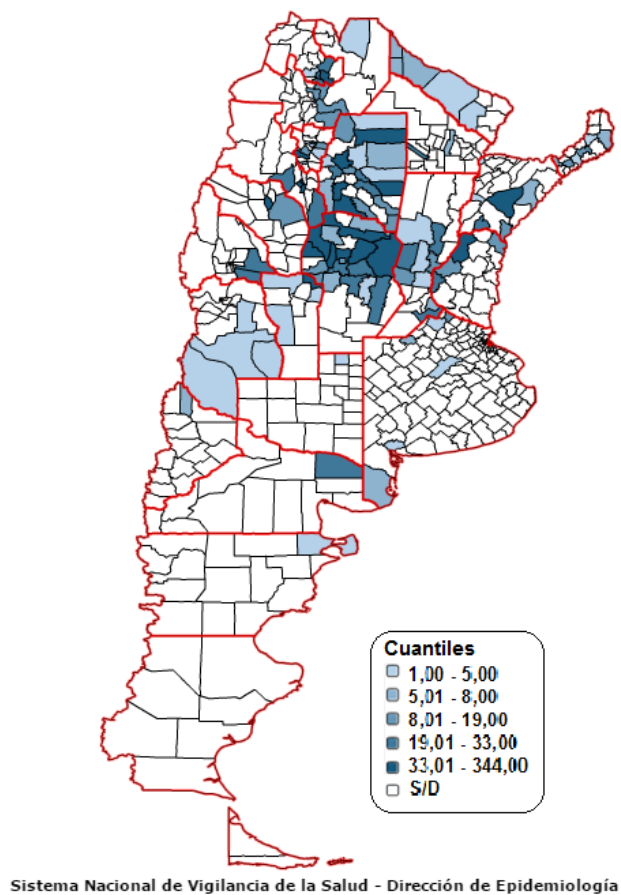 Cuantiles
1,00 - 5,00
5,01 - 8,00
8,01 - 19,00
19,01 - 33,00
33,01 - 344,00
S/D
Sistema Nacional de Vigilancia de la Salud - Dirección de Epidemiología